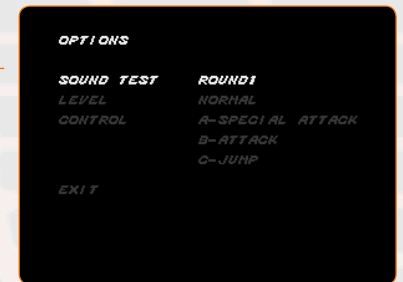 OPTIONS
SOUND TEST ROUND1
LEVEL NORMAL
CONTROL A-SPECIAL ATTACK
B-ATTACK
C-JUMP
EXIT